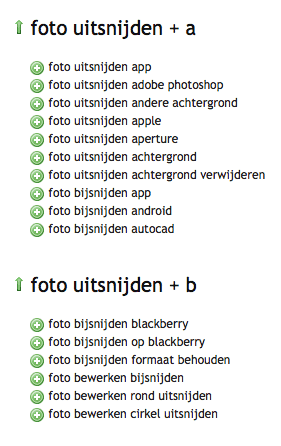 foto uitsnijden + a
foto uitsnijden app
foto uitsnijden adobe photoshop
foto uitsnijden andere achtergrond
foto uitsnijden apple
foto uitsnijden aperture
foto uitsnijden achtergrond
foto uitsnijden achtergrond verwijderen
foto bijsnijden app
foto bijsnijden android
foto bijsnijden autocad
foto uitsnijden + b
foto bijsnijden blackberry
foto bijsnijden op blackberry
foto bijsnijden formaat behouden
foto bewerken bijsnijden
foto bewerken rond uitsnijden
foto bewerken cirkel uitsnijden